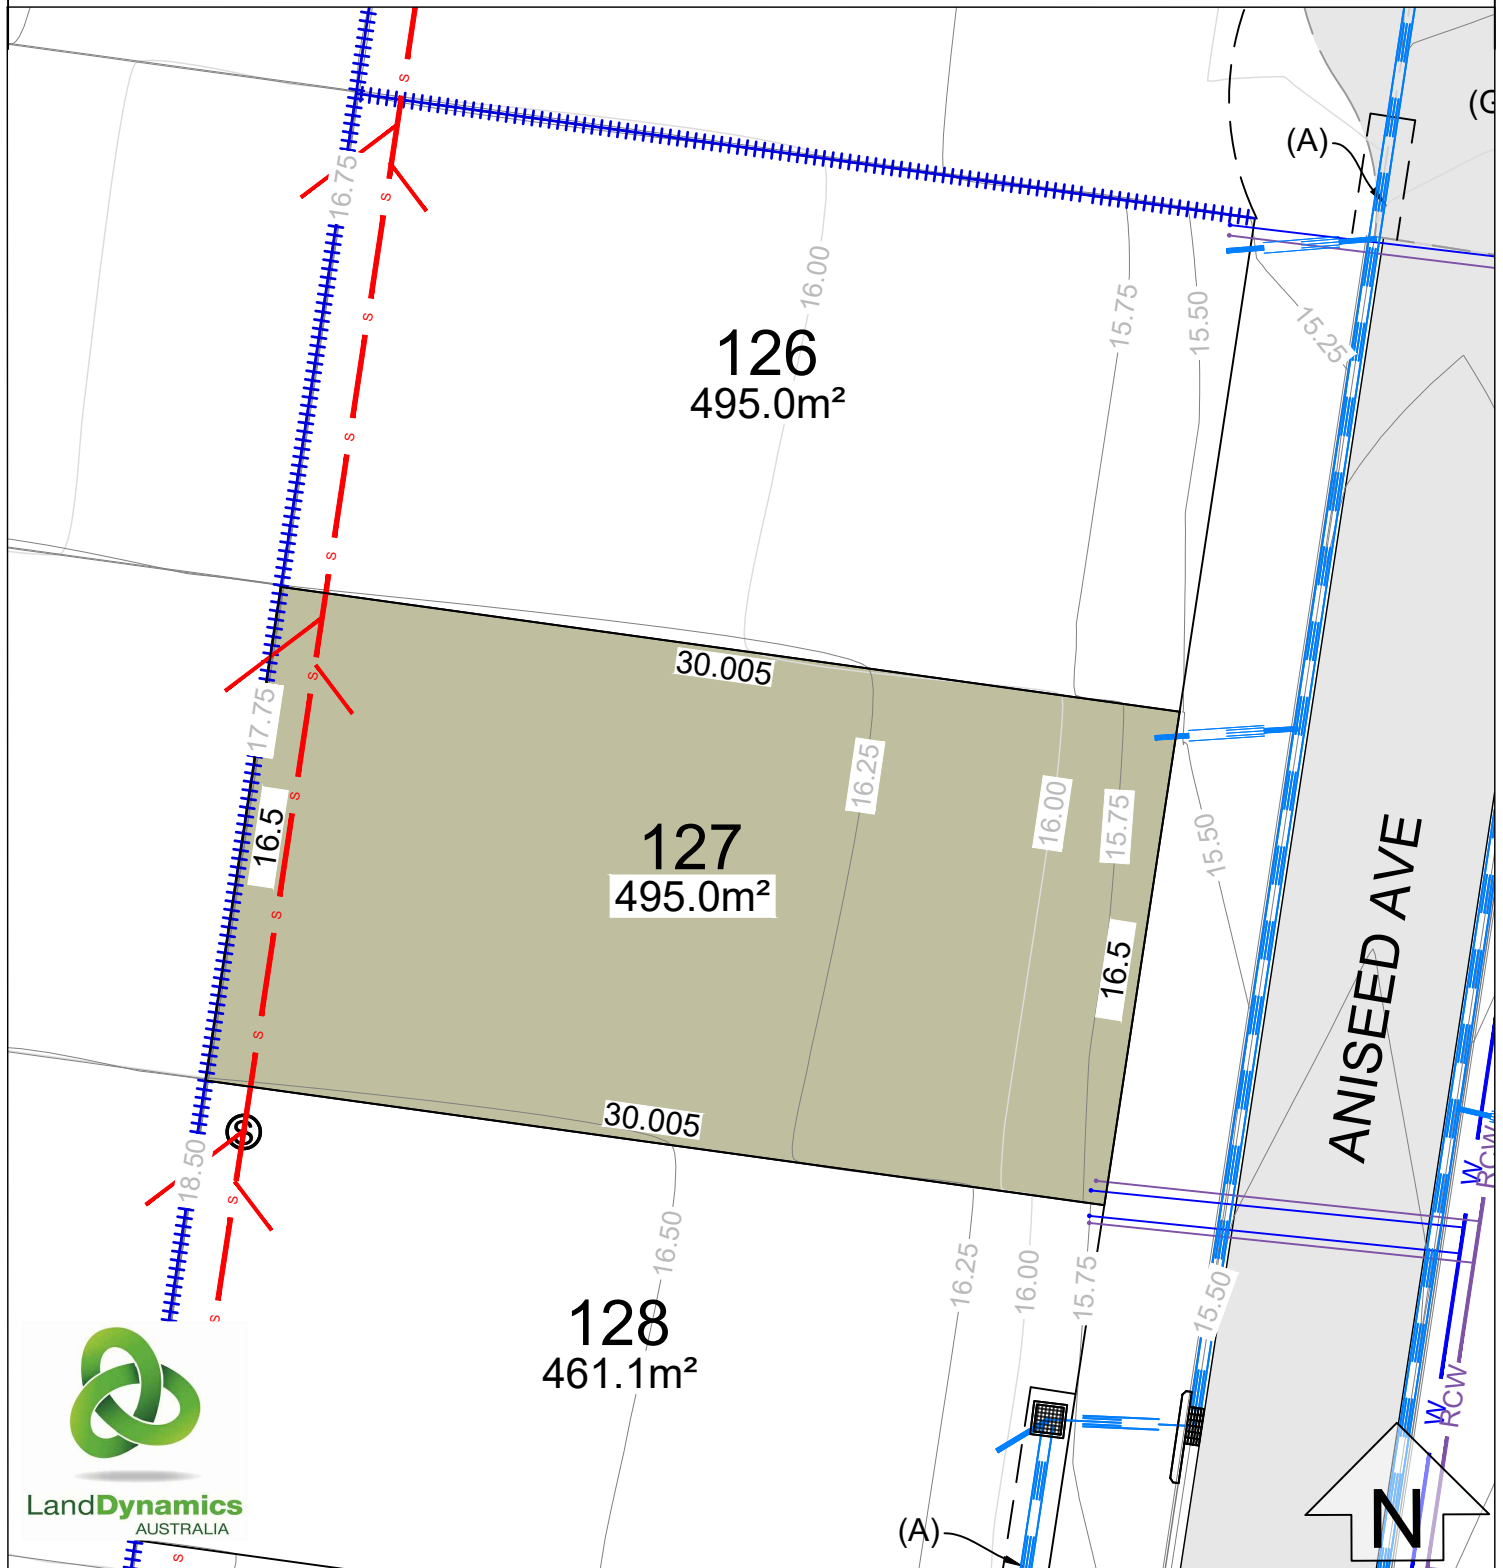 S
(A)
(G
16.75
S
16.00
15.75
15.50
15.25
S
126
495.0m²
S
S
30.005
S
17.75
16.25
16.00
15.75
15.50
S
16.5
127
495.0m²
S
16.5
ANISEED AVE
S
30.005
S
18.50
W
RCW
S
16.50
16.25
16.00
15.75
15.50
S
128
461.1m²
W
RCW
LandDynamics
AUSTRALIA
(A)
N
S